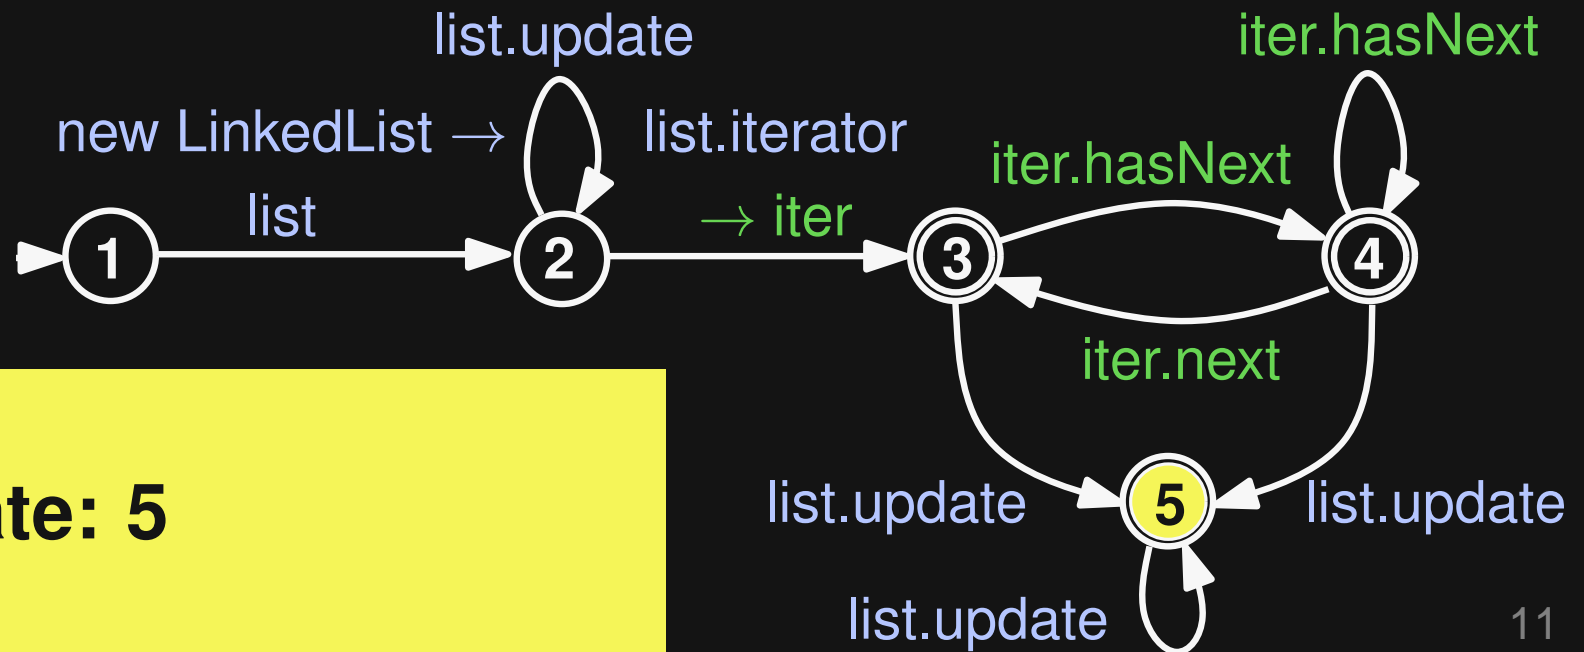 list.update
iter.hasNext
new LinkedList →
list.iterator
iter.hasNext
list
→ iter
1
2
3
4
iter.next
te: 5
list.update
5
list.update
list.update
11